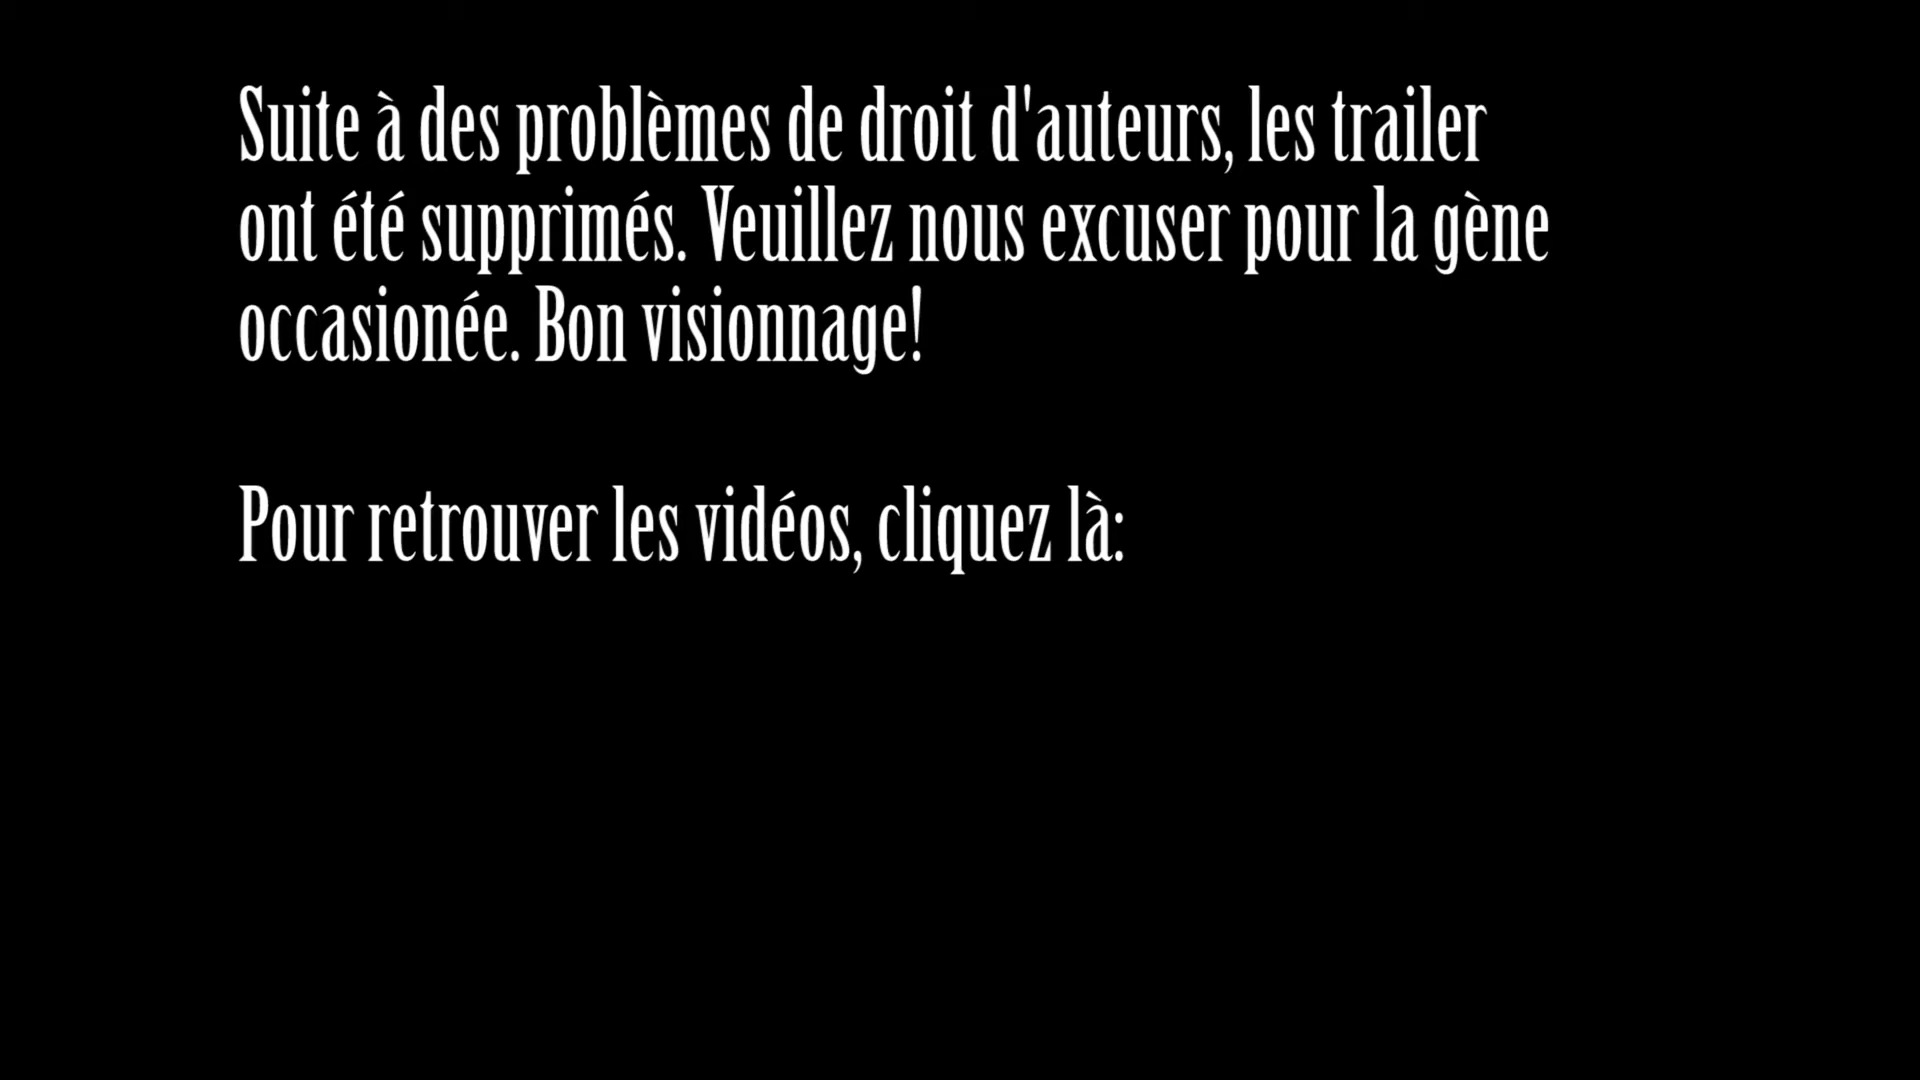 Suite à des problèmes de droit d'auteurs, les trailer
ont été supprimés. Veuillez nous excuser pour la gène
occasionée. Bon visionnage!
Pour retrouver les vidéos, cliquez là: